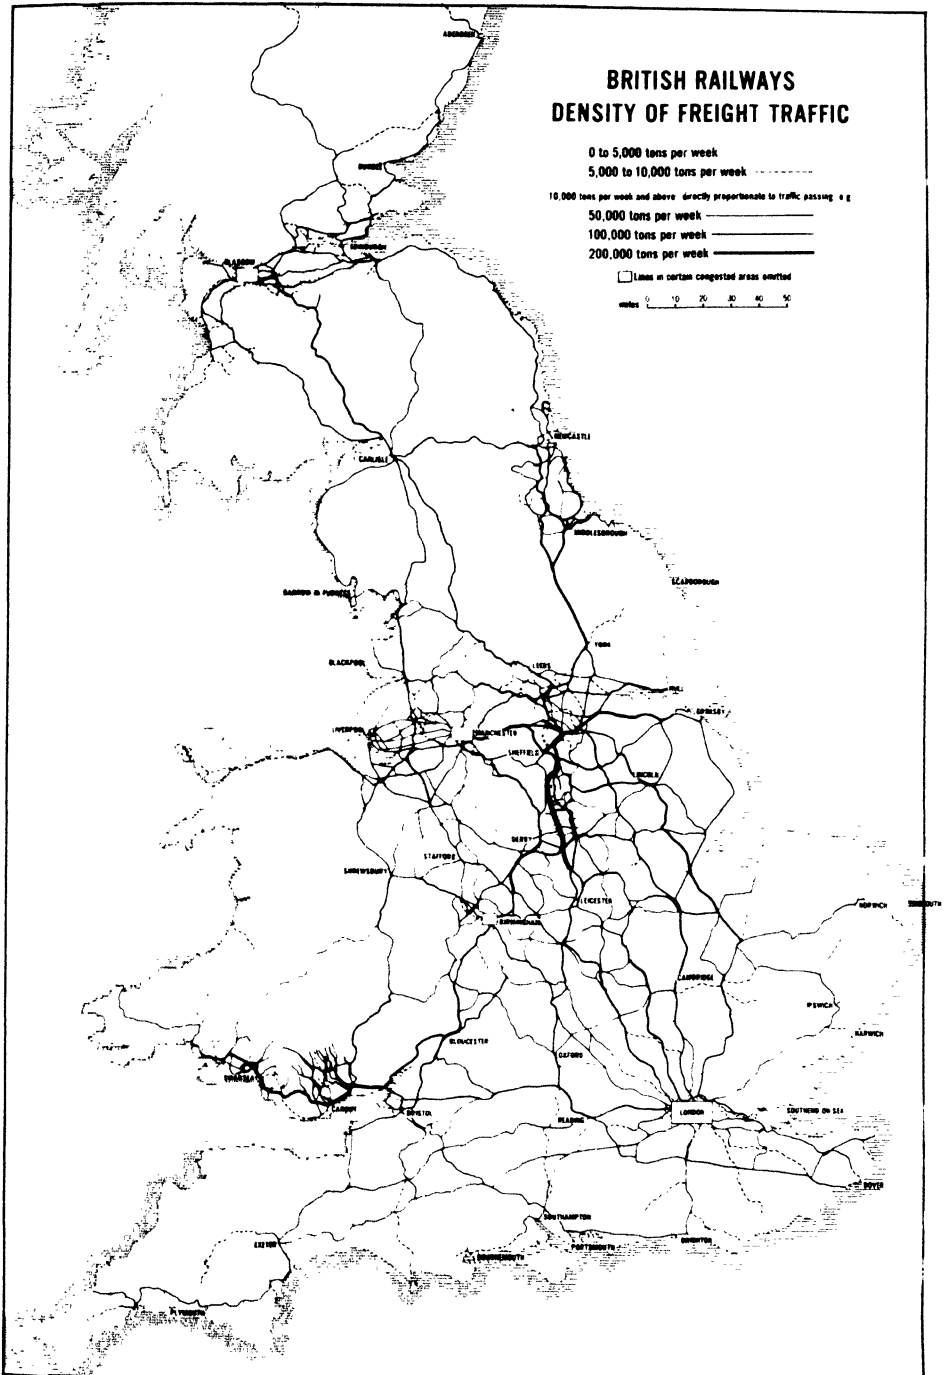 ABERDEEN
BRITISH RAILWAYS
DENSITY OF FREIGHT TRAFFIC
0 to 5,000 tons per week
5,000 to 10,000 tons per week
10,000 tons per week and above directly proportionate to traffic passing e g
50,000 tons per week
100,000 tons per week
200,000 tons per week
Lines in certain congested areas omitted
miles 0 10 20 30 40 50
DUNDEE
EDINBURGH
GLASGOW
NEWCASTLE
CARLISLE
MIDDLESBROUGH
SCARBOROUGH
BARROW IN FURNESS
YORK
BLACKPOOL
LEEDS
HULL
GRIMSBY
LIVERPOOL
MANCHESTER
SHEFFIELD
LINCOLN
DERBY
STAFFORD
SHREWSBURY
LEICESTER
NORWICH
BIRMINGHAM
CAMBRIDGE
IPSWICH
HARWICH
GLOUCESTER
OXFORD
SWANSEA
CARDIFF
BRISTOL
READING
LONDON
SOUTHEND ON SEA
DOVER
SOUTHAMPTON
PORTSMOUTH
BRIGHTON
EXETER
BOURNEMOUTH
PLYMOUTH